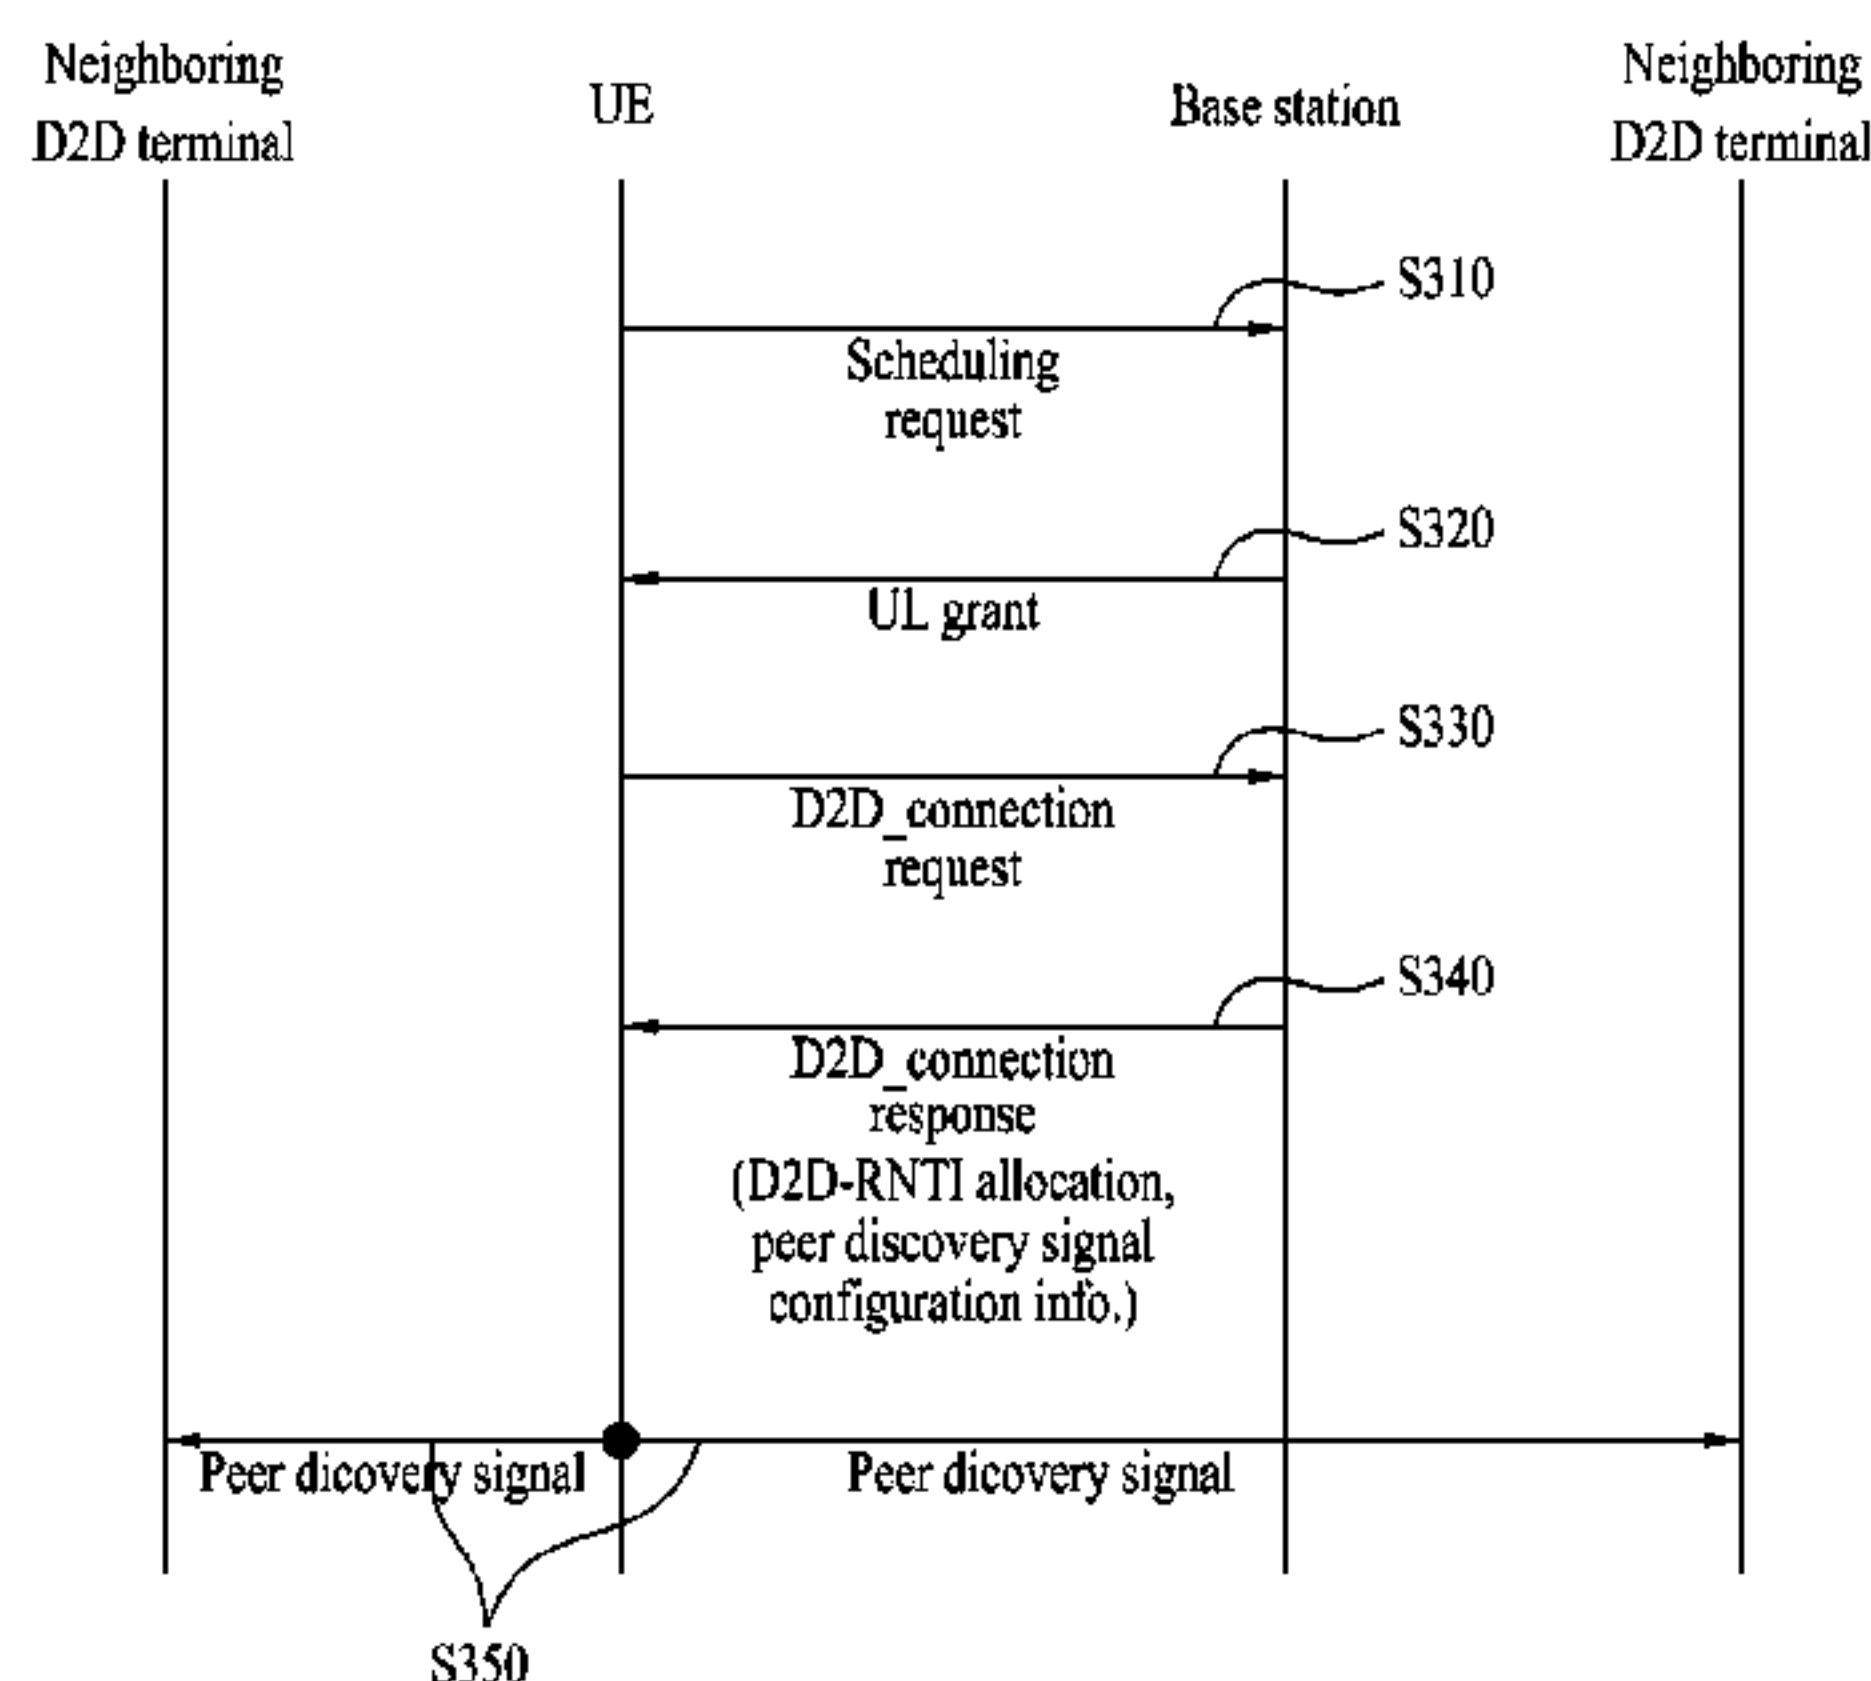 Neighboring
D2D terminal
UE
Base station
Neighboring
D2D terminal
S310
Scheduling
request
S320
UL grant
S330
D2D_connection
request
S340
D2D_connection
response
(D2D-RNTI allocation,
peer discovery signal
configuration info.)
Peer dicovery signal
Peer dicovery signal
S350